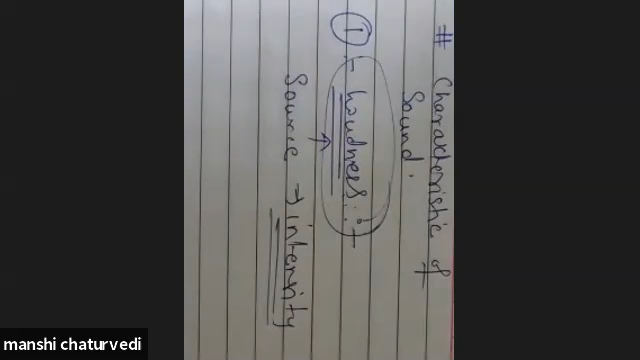 # Characteristic of
Sound.
① :- Loudness :-
Source → intensity
manshi chaturvedi